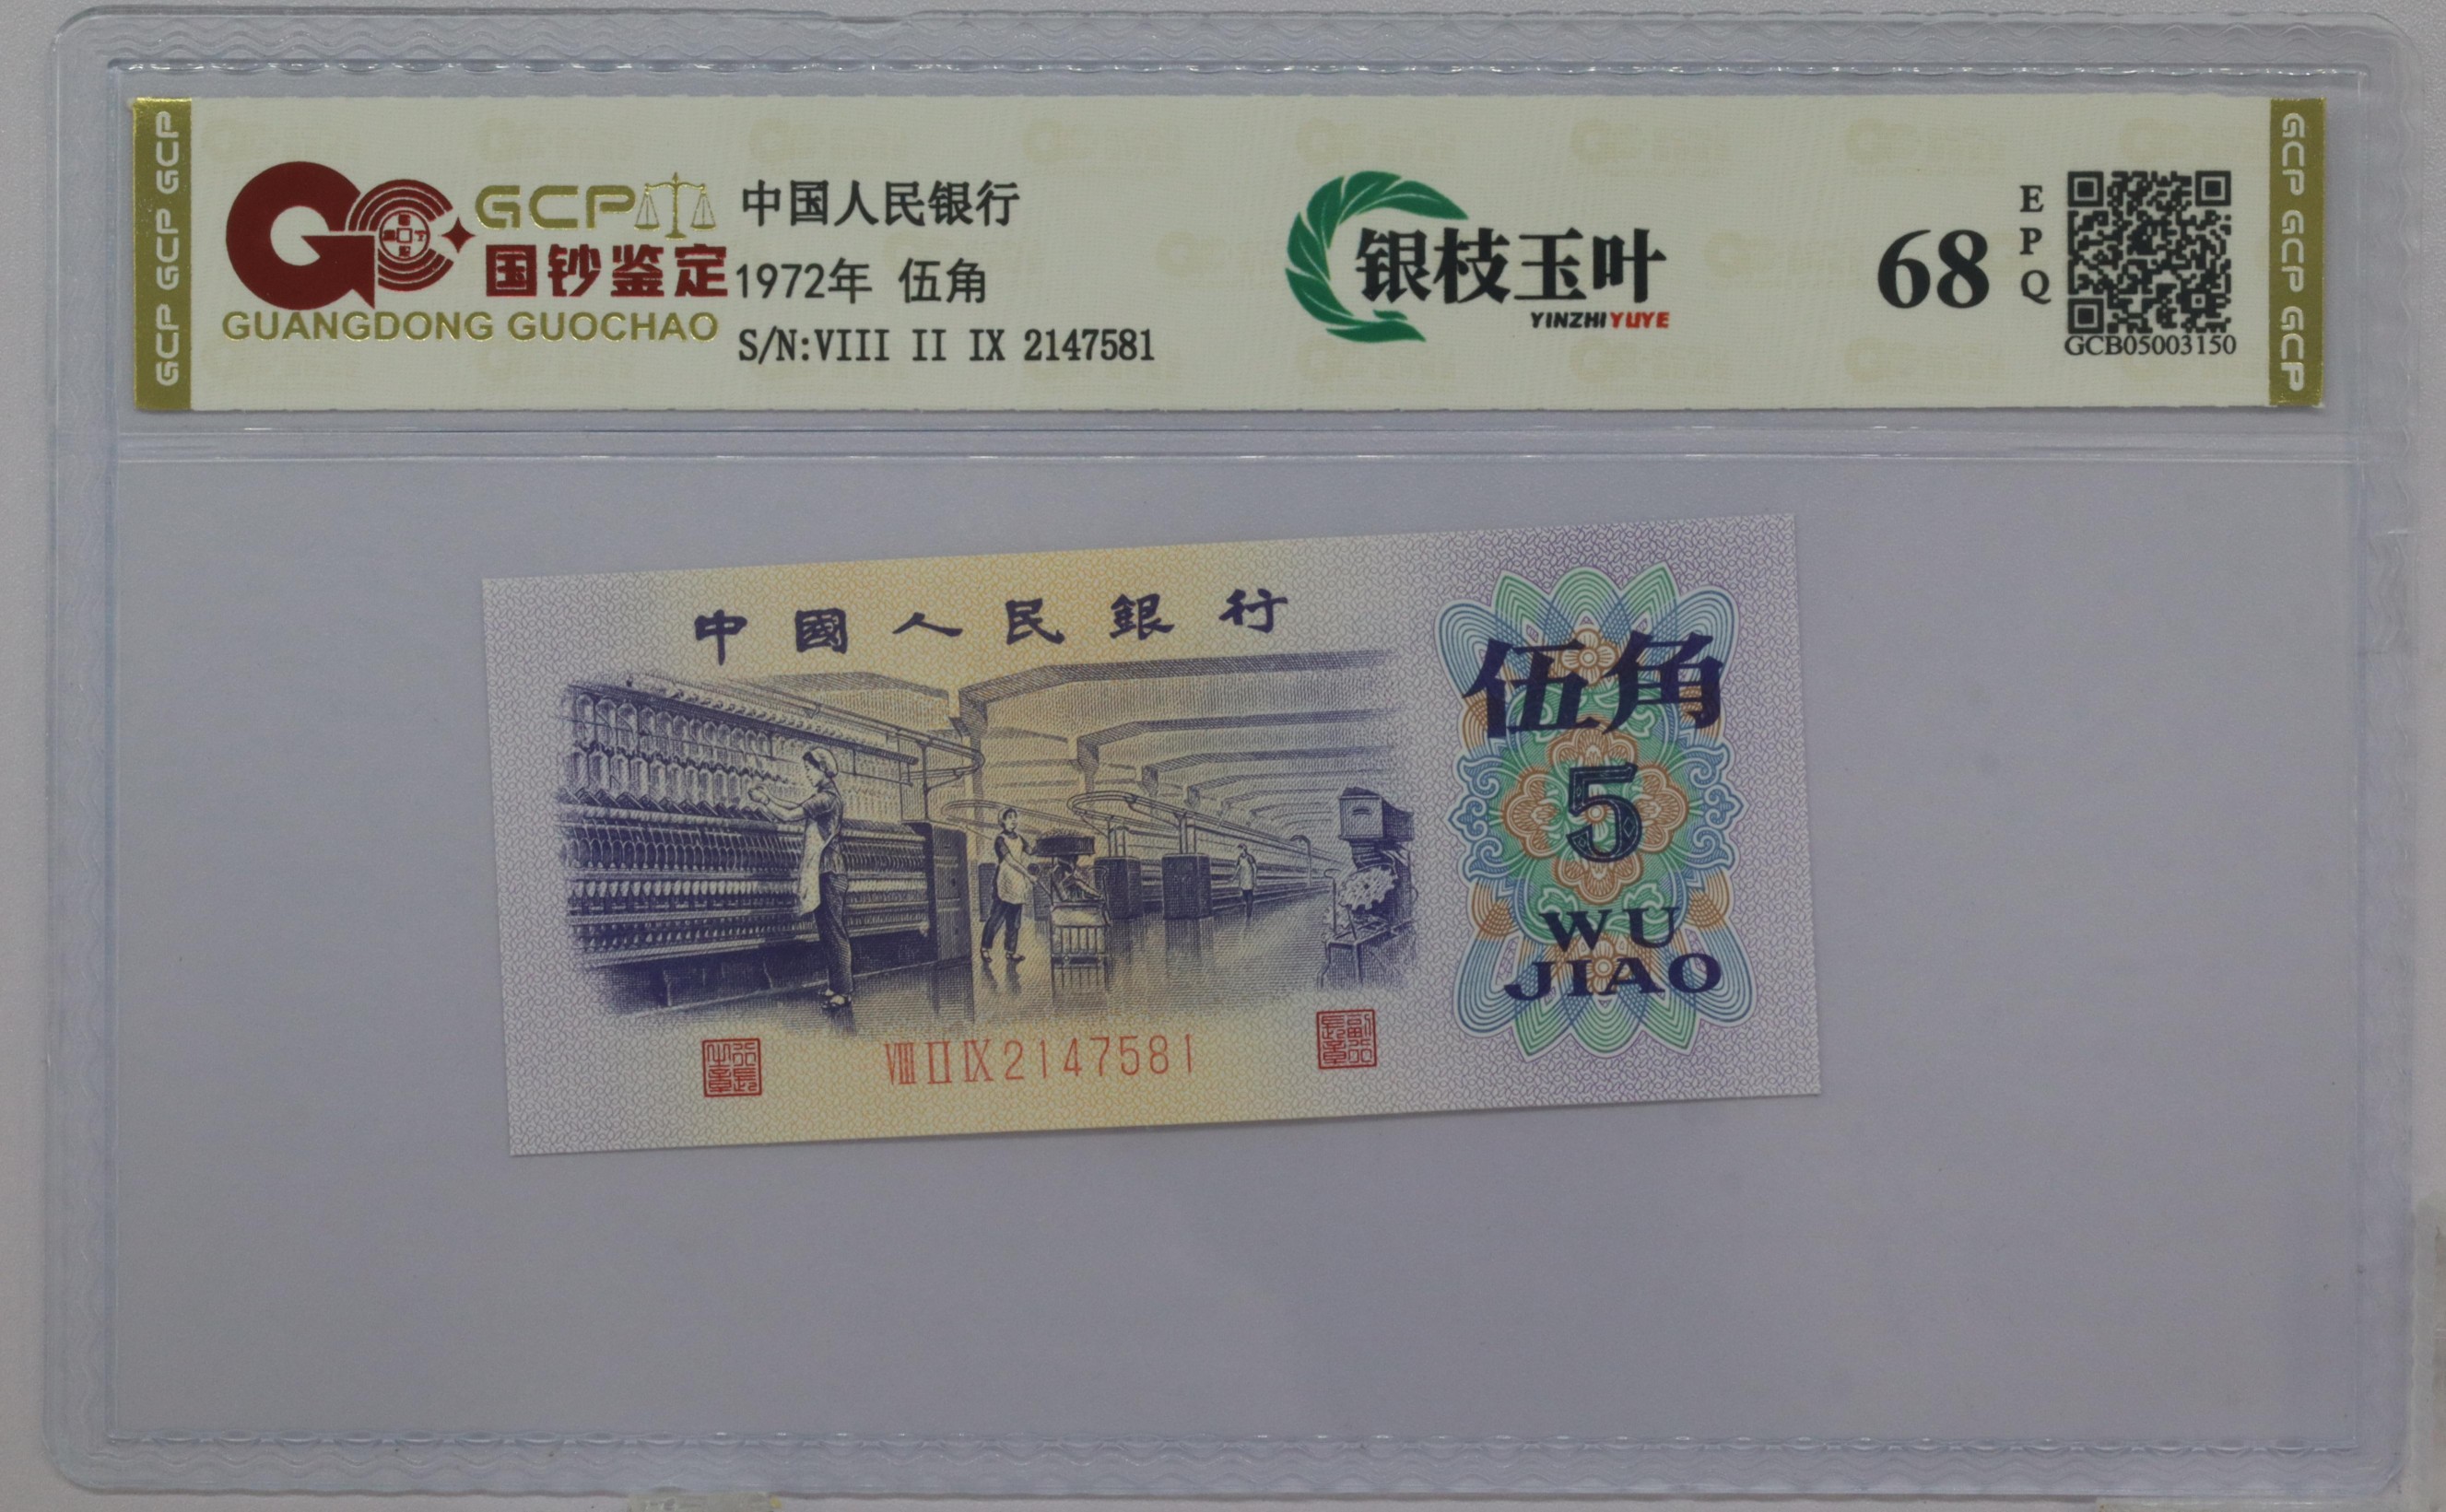 GCP GCP GCP
GCP
国钞鉴定
GUANGDONG GUOCHAO
中国人民银行
1972年 伍角
S/N:VIII II IX 2147581
银枝玉叶
YINZHIYUYE
68
EPQ
GCB05003150
GCP GCP GCP
中國人民銀行
伍角
5
WU
JIAO
VIII II IX 2147581